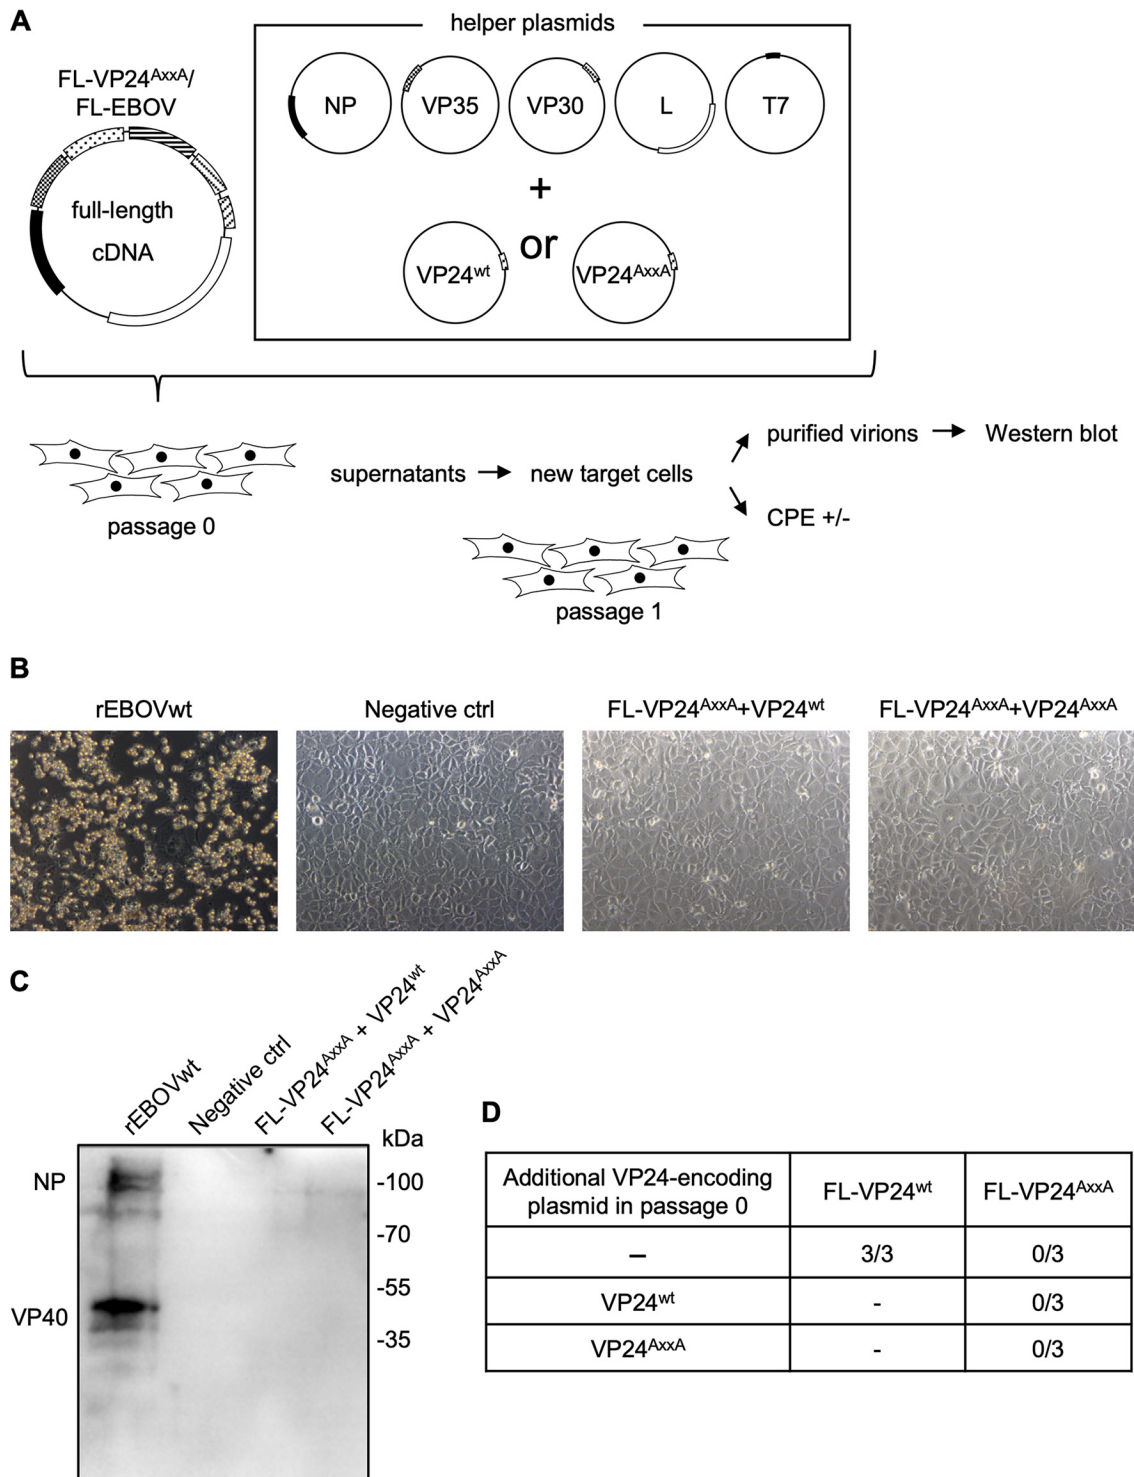 A
helper plasmids
FL-VP24AxxA/
FL-EBOV
full-length
cDNA
NP
VP35
VP30
L
T7
+
VP24wt
or
VP24AxxA
passage 0
supernatants
new target cells
purified virions
Western blot
CPE +/-
passage 1
B
rEBOVwt
Negative ctrl
FL-VP24AxxA+VP24wt
FL-VP24AxxA+VP24AxxA
C
rEBOVwt
Negative ctrl
FL-VP24AxxA + VP24wt
FL-VP24AxxA + VP24AxxA
kDa
NP
-100
-70
-55
VP40
-35
D
Additional VP24-encoding
plasmid in passage 0
FL-VP24wt
FL-VP24AxxA
– 3/3 0/3
VP24wt - 0/3
VP24AxxA - 0/3